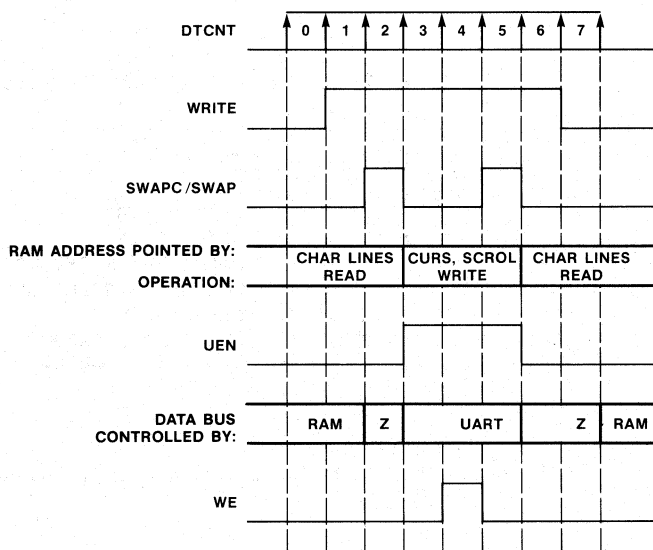 DTCNT 0 1 2 3 4 5 6 7
WRITE
SWAPC/SWAP
RAM ADDRESS POINTED BY: CHAR LINES CURS, SCROL CHAR LINES
OPERATION: READ WRITE READ
UEN
DATA BUS
CONTROLLED BY: RAM Z UART Z RAM
WE